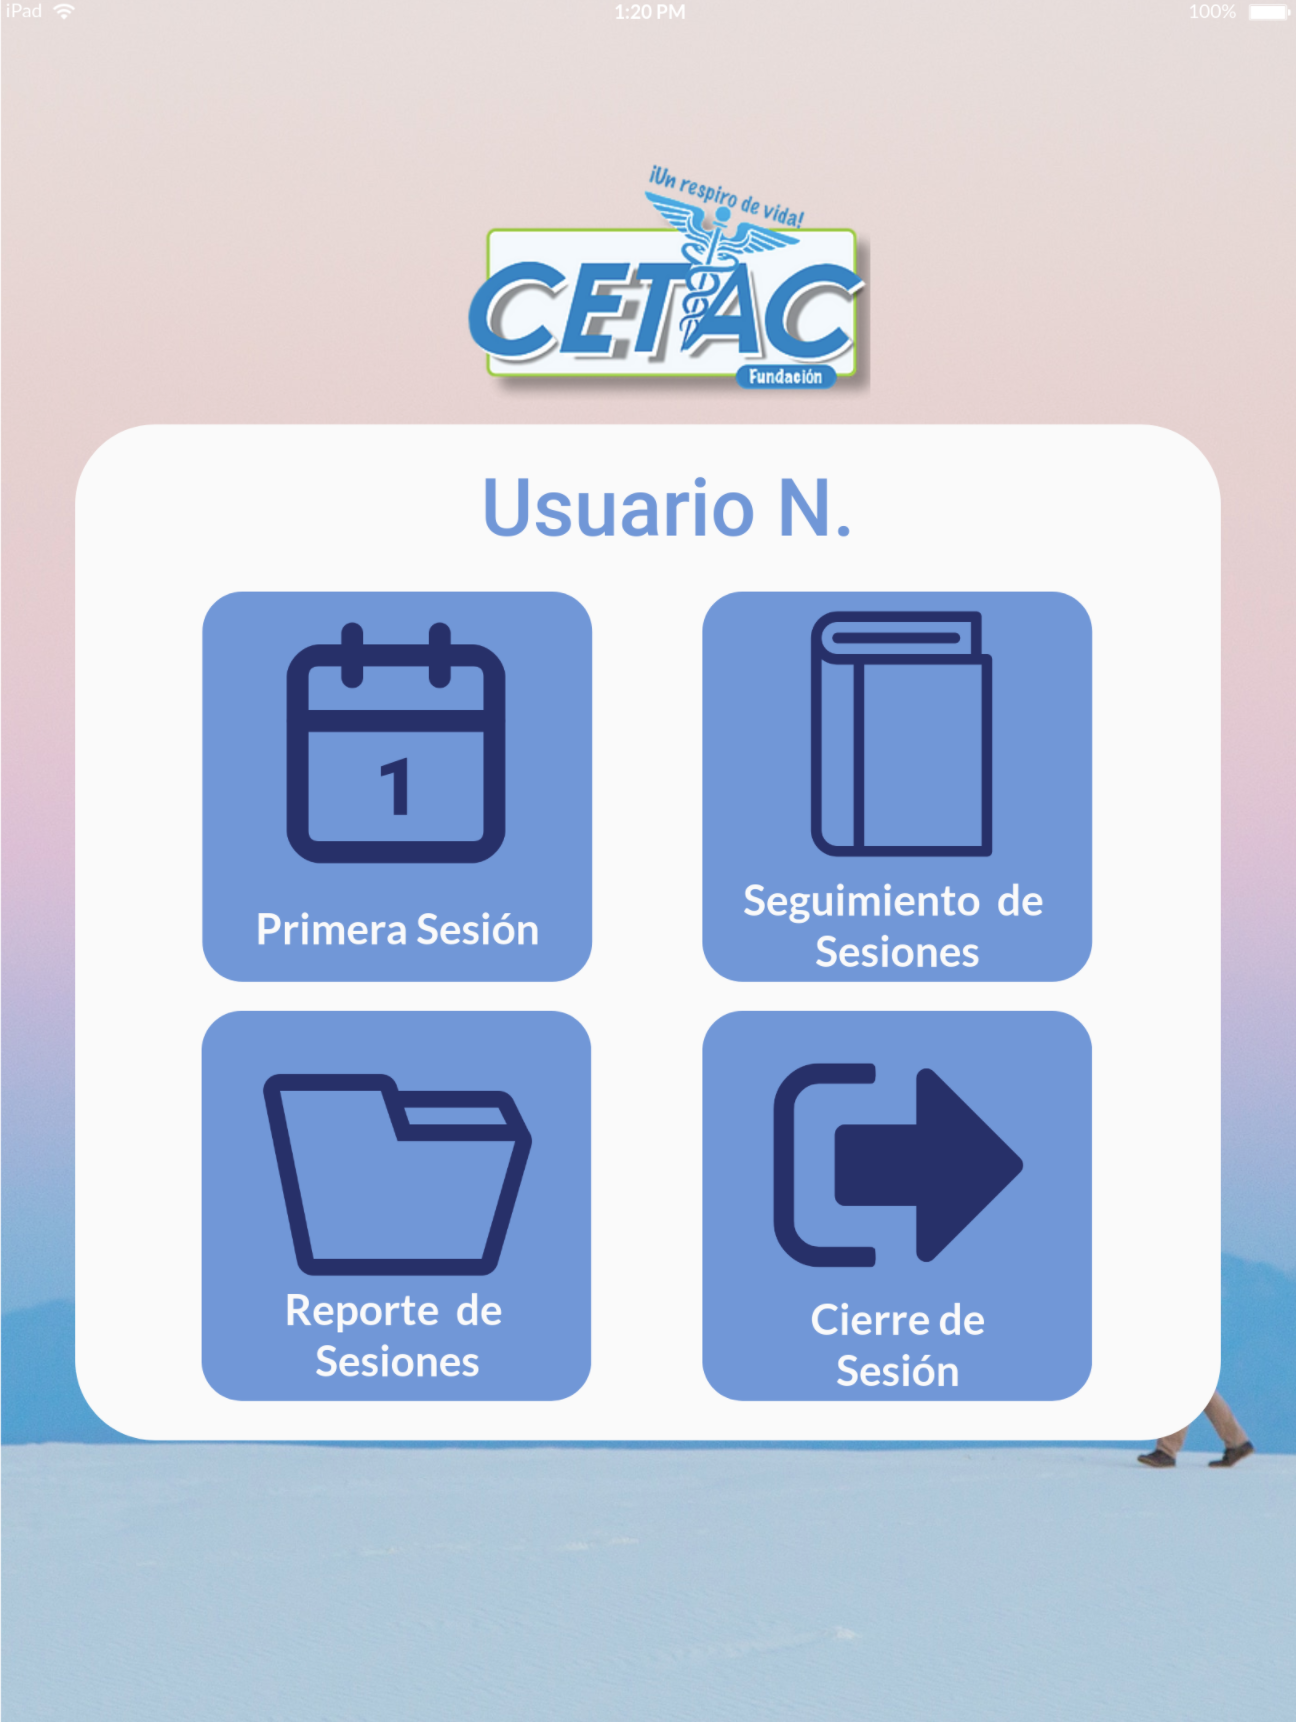 iPad 1:20 PM 100%
¡Un respiro de vida!
CETAC
Fundación
Usuario N.
1
Primera Sesión
Seguimiento de
Sesiones
Reporte de
Sesiones
Cierre de
Sesión